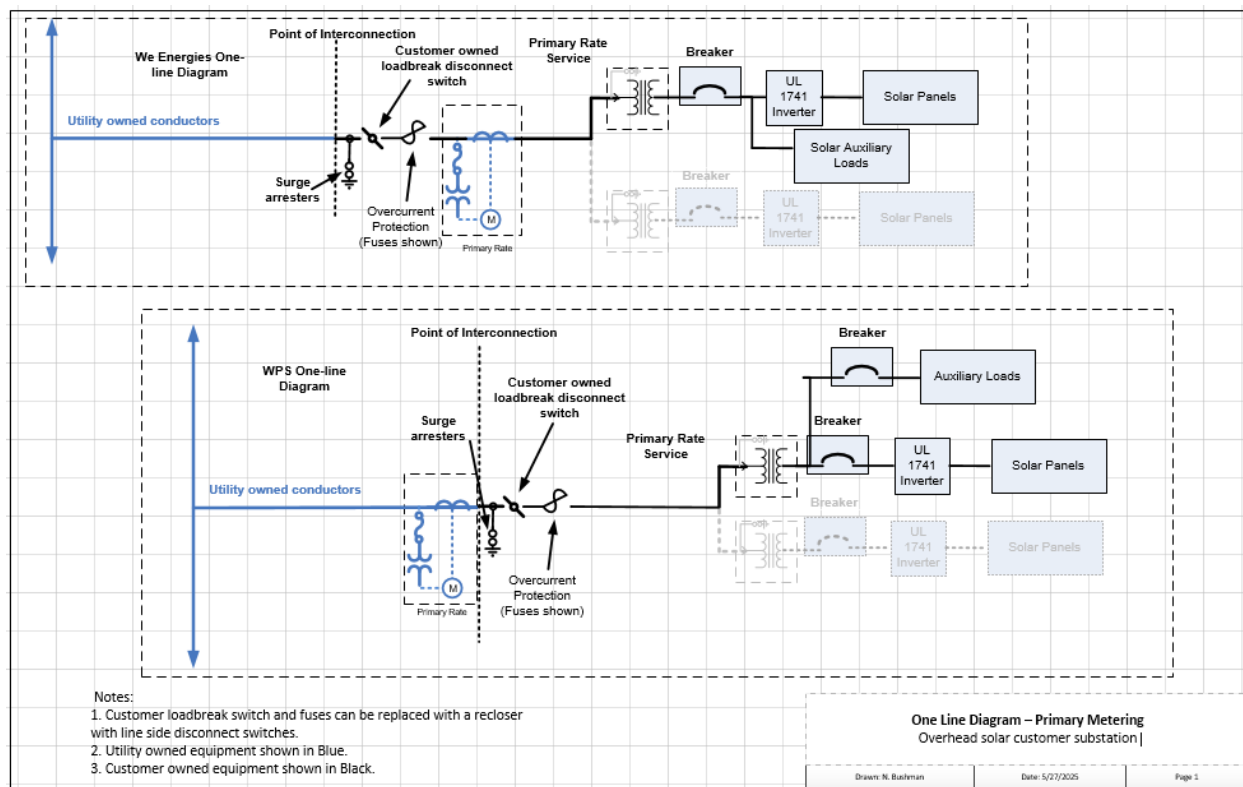 We Energies One-
line Diagram
Utility owned conductors
Point of Interconnection
Customer owned
loadbreak disconnect
switch
Surge
arresters
Overcurrent
Protection
(Fuses shown)
M
Primary Rate
Primary Rate
Service
Breaker
UL
1741
Inverter
Solar Panels
Solar Auxiliary
Loads
Breaker
UL
1741
Inverter
Solar Panels
WPS One-line
Diagram
Utility owned conductors
Point of Interconnection
Customer owned
loadbreak disconnect
switch
Surge
arresters
M
Primary Rate
Overcurrent
Protection
(Fuses shown)
Primary Rate
Service
Breaker
Auxiliary Loads
Breaker
UL
1741
Inverter
Solar Panels
Breaker
UL
1741
Inverter
Solar Panels
Notes:
1. Customer loadbreak switch and fuses can be replaced with a recloser
with line side disconnect switches.
2. Utility owned equipment shown in Blue.
3. Customer owned equipment shown in Black.
One Line Diagram – Primary Metering
Overhead solar customer substation
Drawn: N. Bushman
Date: 5/27/2025
Page 1